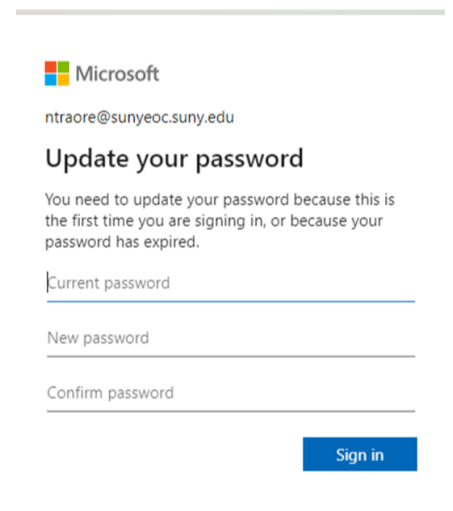 Microsoft
ntraore@sunyeoc.suny.edu
Update your password
You need to update your password because this is
the first time you are signing in, or because your
password has expired.
Current password
New password
Confirm password
Sign in